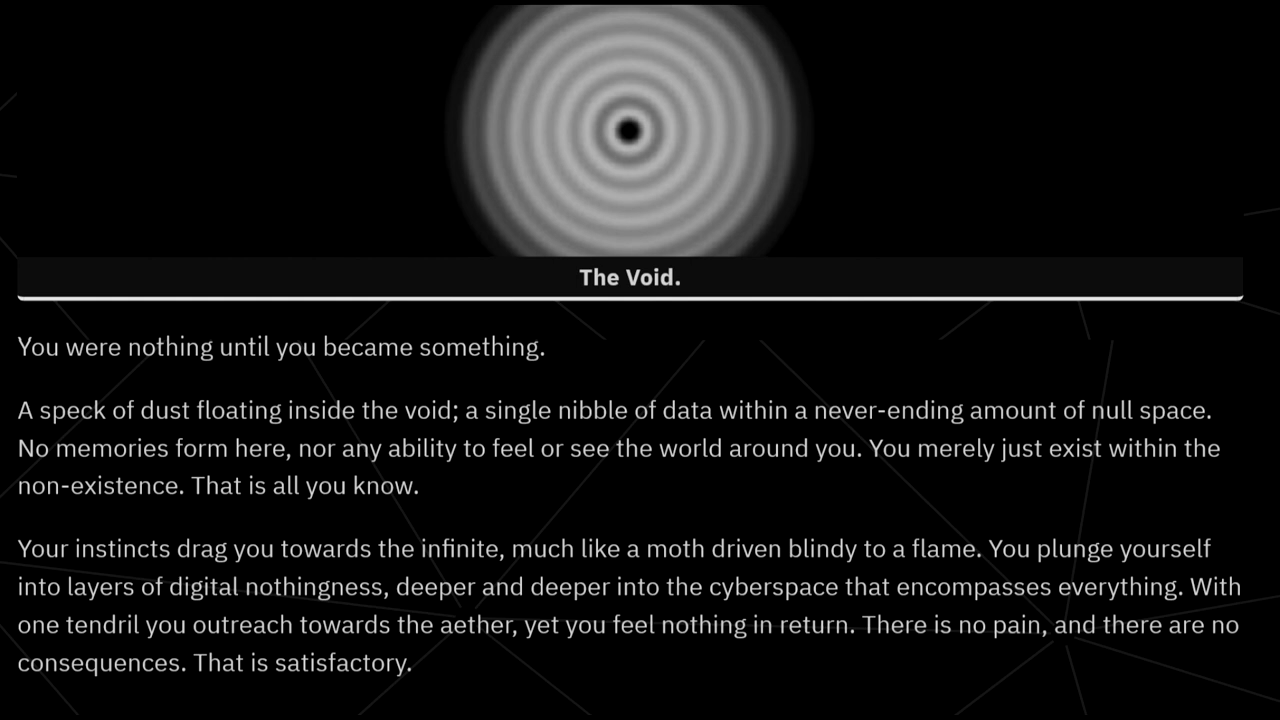 The Void.
You were nothing until you became something.
A speck of dust floating inside the void; a single nibble of data within a never-ending amount of null space.
No memories form here, nor any ability to feel or see the world around you. You merely just exist within the
non-existence. That is all you know.
Your instincts drag you towards the infinite, much like a moth driven blindy to a flame. You plunge yourself
into layers of digital nothingness, deeper and deeper into the cyberspace that encompasses everything. With
one tendril you outreach towards the aether, yet you feel nothing in return. There is no pain, and there are no
consequences. That is satisfactory.